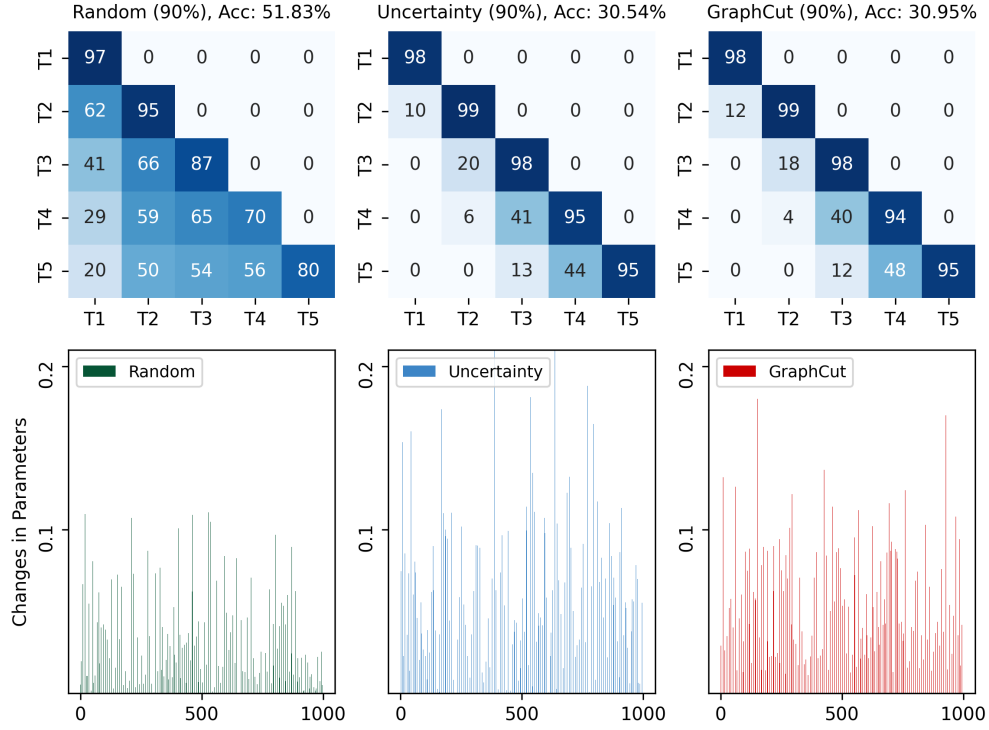 Random (90%), Acc: 51.83%
T1 97 0 0 0 0
T2 62 95 0 0 0
T3 41 66 87 0 0
T4 29 59 65 70 0
T5 20 50 54 56 80
T1 T2 T3 T4 T5
Uncertainty (90%), Acc: 30.54%
T1 98 0 0 0 0
T2 10 99 0 0 0
T3 0 20 98 0 0
T4 0 6 41 95 0
T5 0 0 13 44 95
T1 T2 T3 T4 T5
GraphCut (90%), Acc: 30.95%
T1 98 0 0 0 0
T2 12 99 0 0 0
T3 0 18 98 0 0
T4 0 4 40 94 0
T5 0 0 12 48 95
T1 T2 T3 T4 T5
Changes in Parameters
0.2
0.1
Random
0 500 1000
0.2
0.1
Uncertainty
0 500 1000
0.2
0.1
GraphCut
0 500 1000